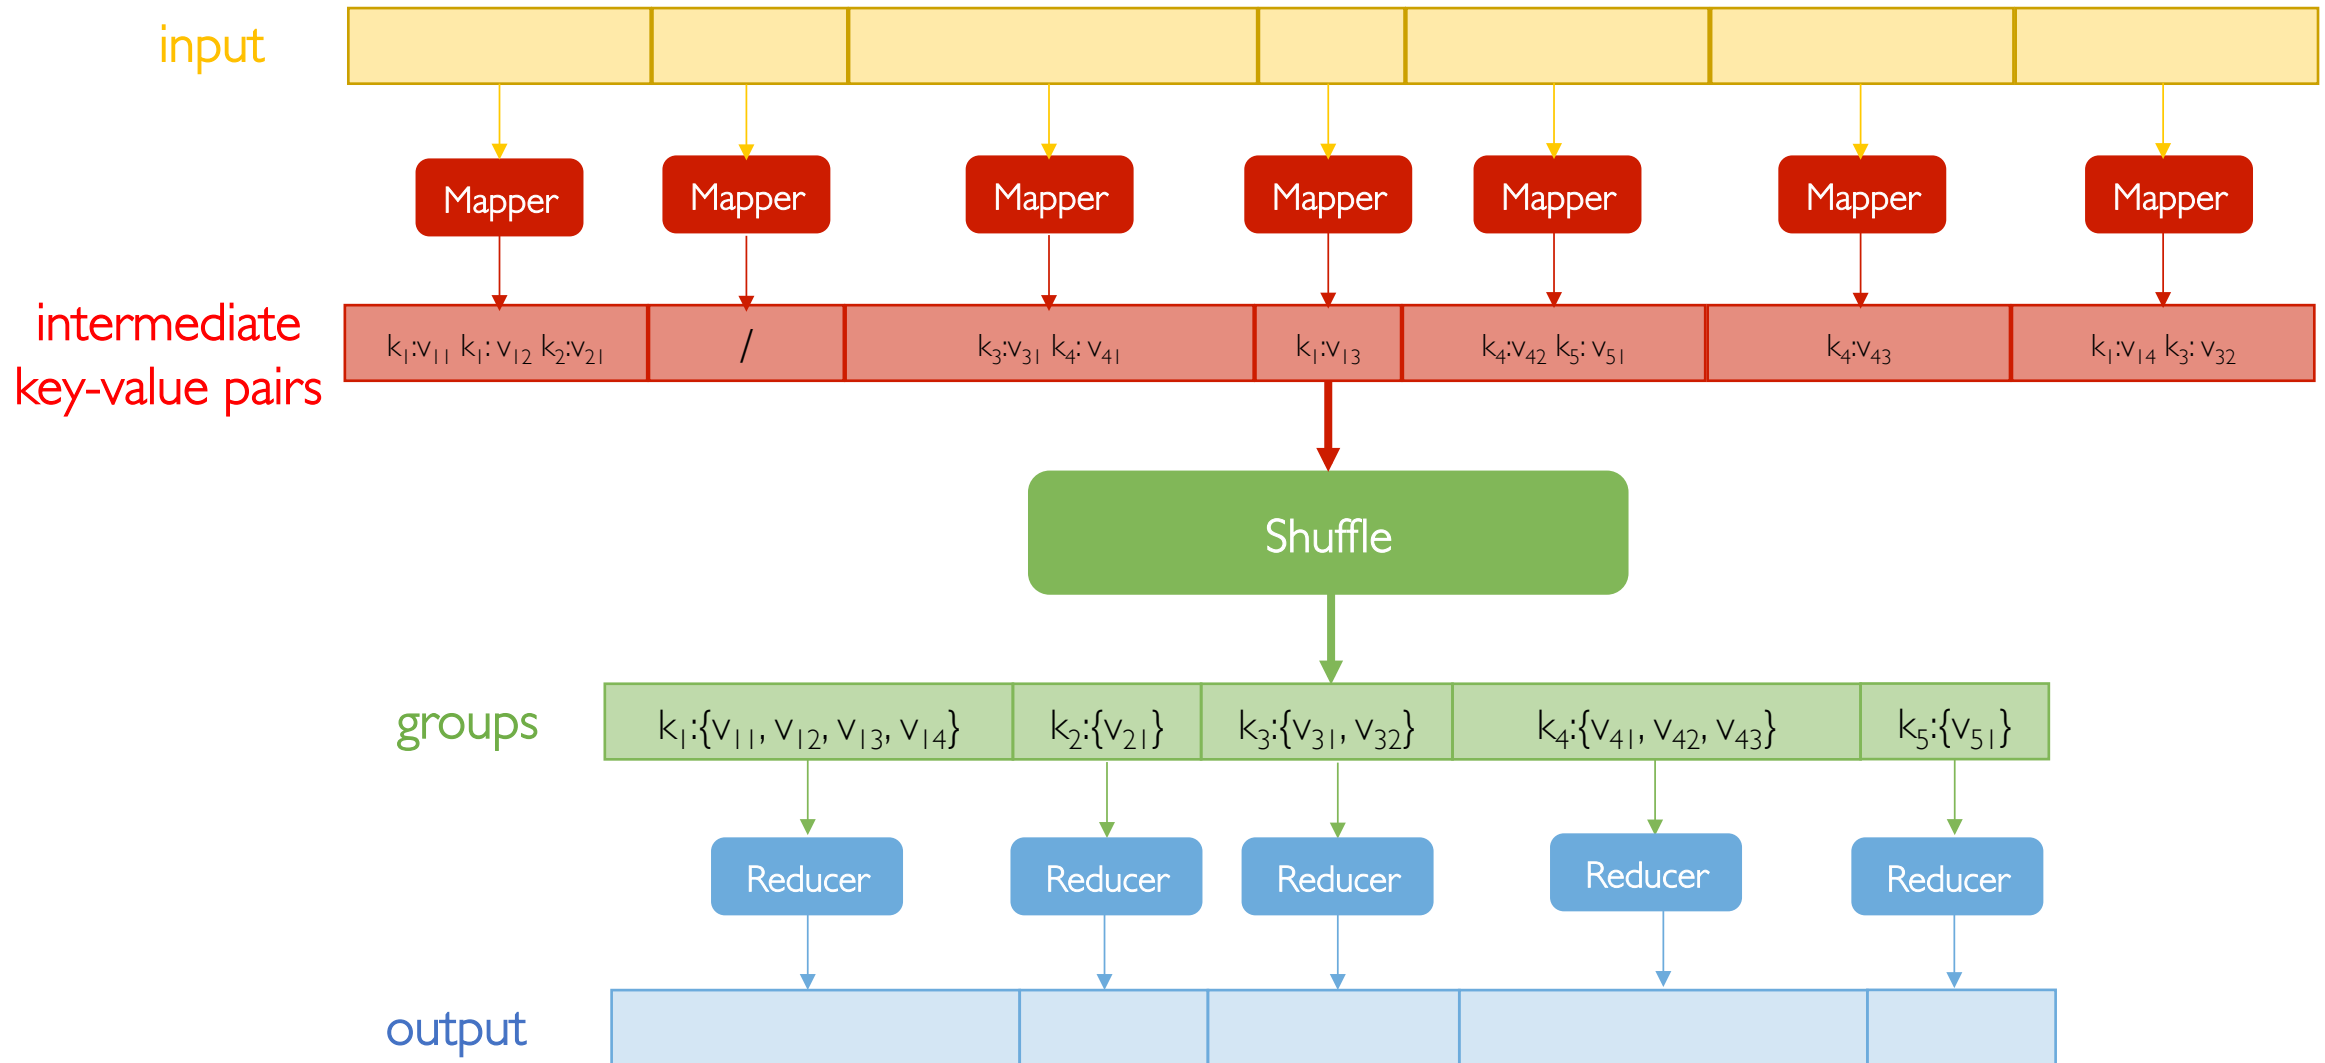 input
Mapper Mapper Mapper Mapper Mapper Mapper Mapper
intermediate
key-value pairs
k₁:v₁₁ k₁: v₁₂ k₂:v₂₁ / k₃:v₃₁ k₄: v₄₁ k₁:v₁₃ k₄:v₄₂ k₅: v₅₁ k₄:v₄₃ k₁:v₁₄ k₃: v₃₂
Shuffle
groups
k₁:{v₁₁, v₁₂, v₁₃, v₁₄} k₂:{v₂₁} k₃:{v₃₁, v₃₂} k₄:{v₄₁, v₄₂, v₄₃} k₅:{v₅₁}
Reducer Reducer Reducer Reducer Reducer
output